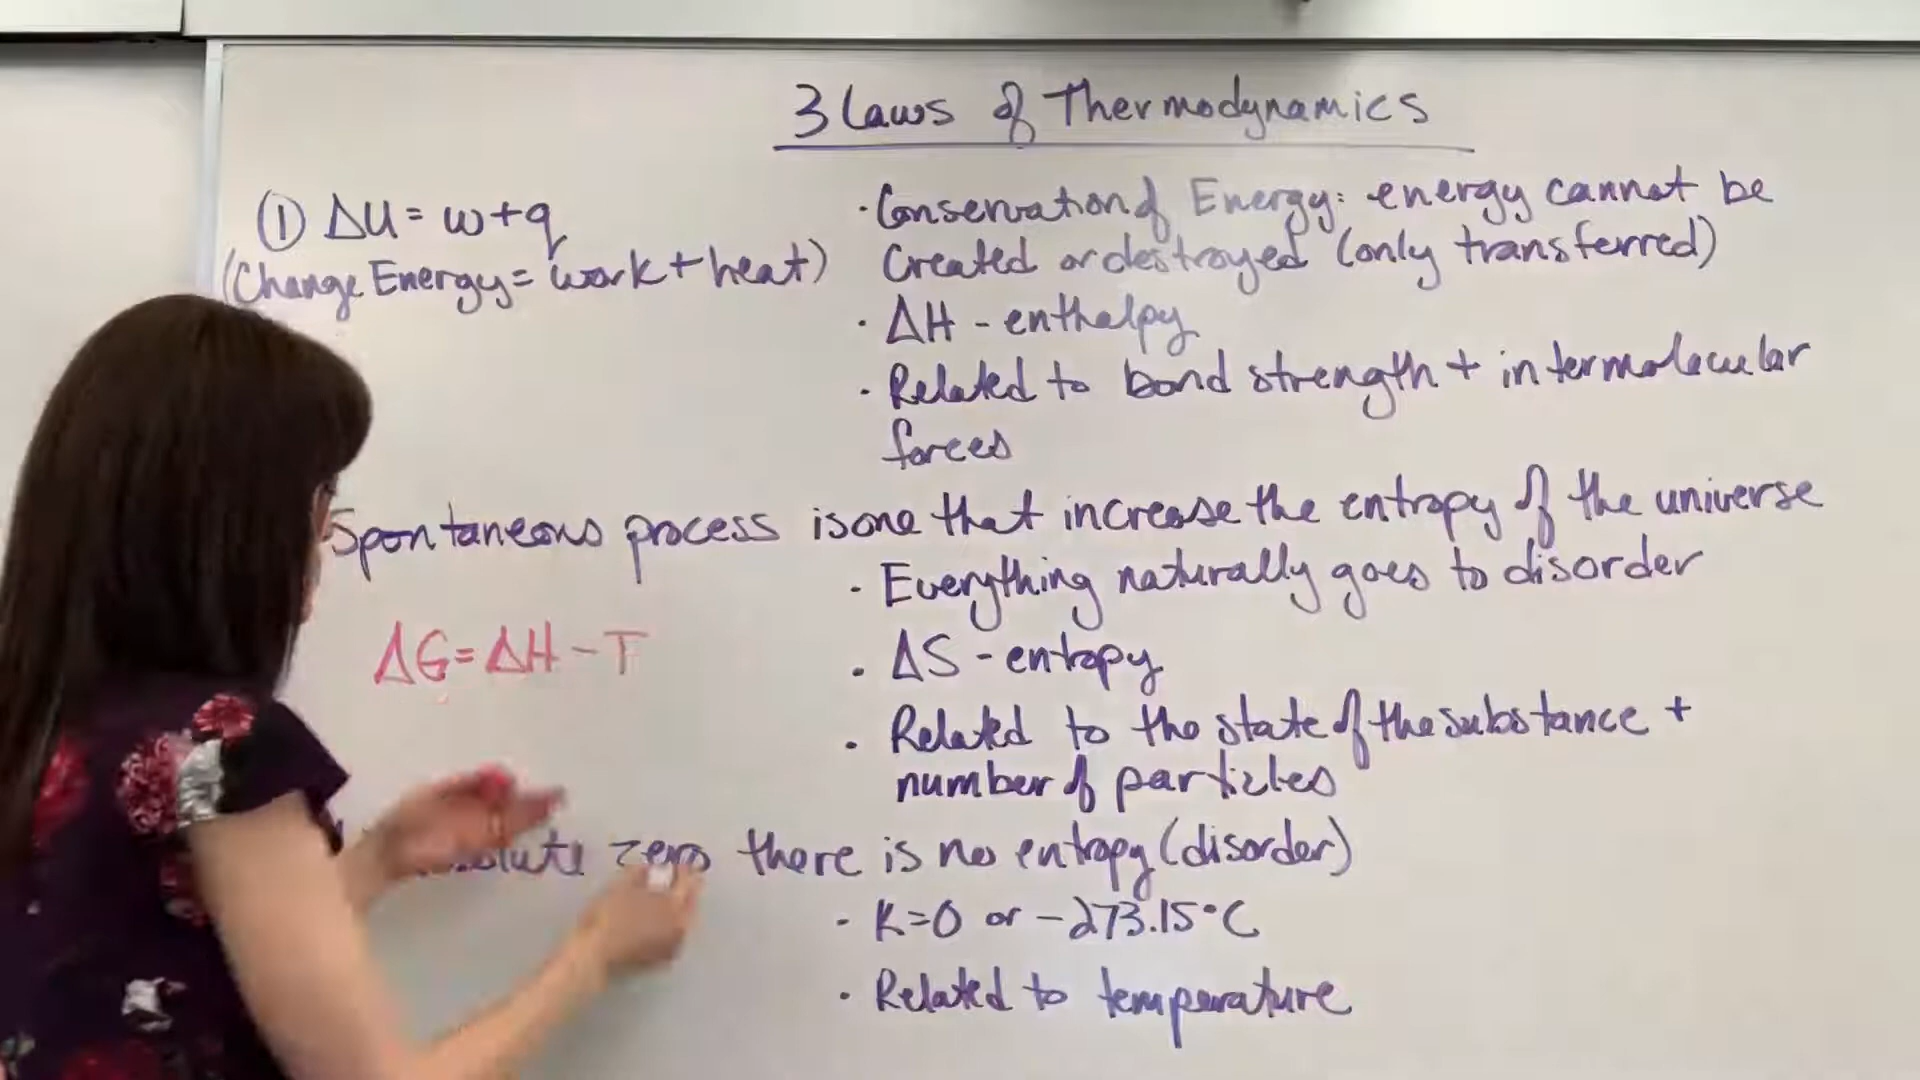 3 Laws of Thermodynamics
① ΔU = w+q
(Change Energy = work + heat)
· Conservation of Energy: energy cannot be
created or destroyed (only transferred)
· ΔH - enthalpy
· Related to bond strength + intermolecular
forces
Spontaneous process is one that increase the entropy of the universe
· Everything naturally goes to disorder
ΔG = ΔH - T
· ΔS - entropy
· Related to the state of the substance +
number of particles
zero there is no entropy (disorder)
- K=0 or -273.15°C
· Related to temperature